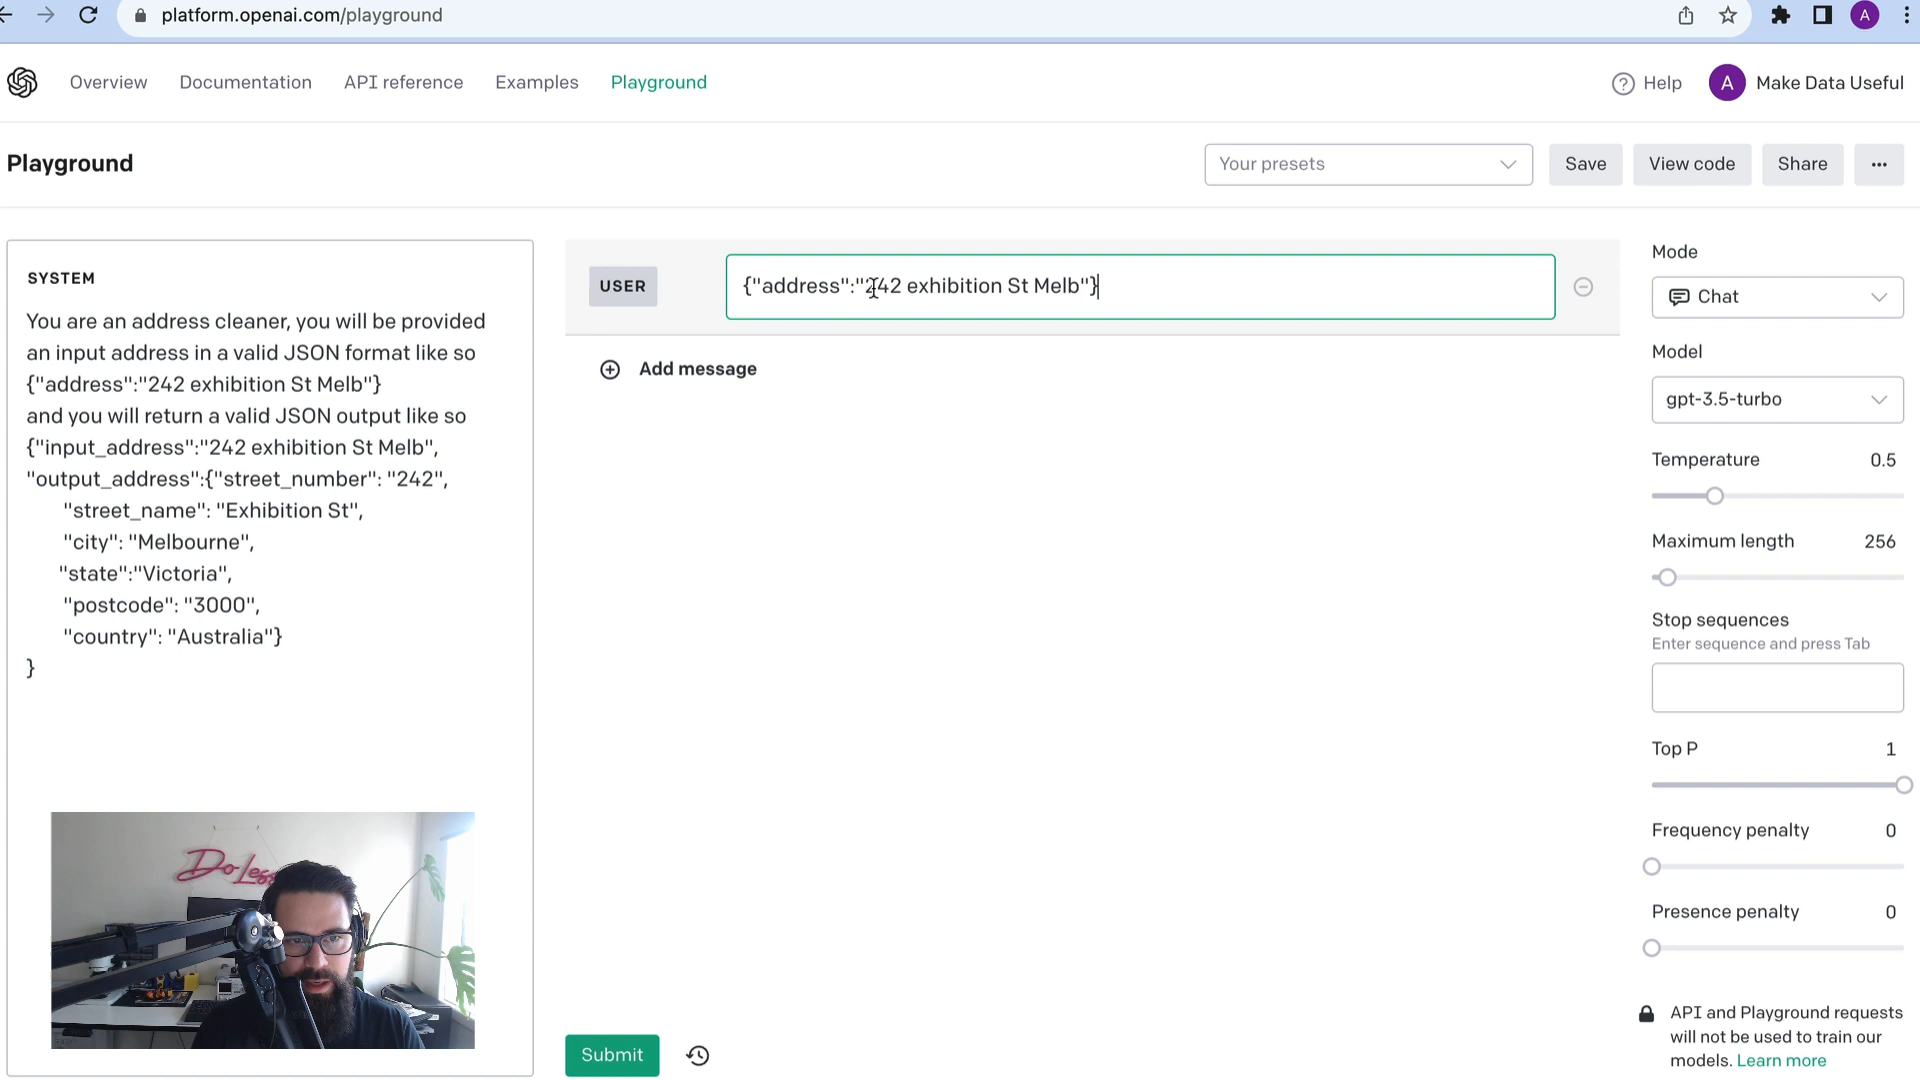 platform.openai.com/playground
A
Overview
Documentation
API reference
Examples
Playground
Help
A
Make Data Useful
Playground
Your presets
Save
View code
Share
...
SYSTEM
You are an address cleaner, you will be provided
an input address in a valid JSON format like so
{"address":"242 exhibition St Melb"}
and you will return a valid JSON output like so
{"input_address":"242 exhibition St Melb",
"output_address":{"street_number": "242",
"street_name": "Exhibition St",
"city": "Melbourne",
"state":"Victoria",
"postcode": "3000",
"country": "Australia"}
}
Do Less
USER
{"address":"242 exhibition St Melb"}
Add message
Submit
Mode
Chat
Model
gpt-3.5-turbo
Temperature 0.5
Maximum length 256
Stop sequences
Enter sequence and press Tab
Top P 1
Frequency penalty 0
Presence penalty 0
API and Playground requests
will not be used to train our
models. Learn more